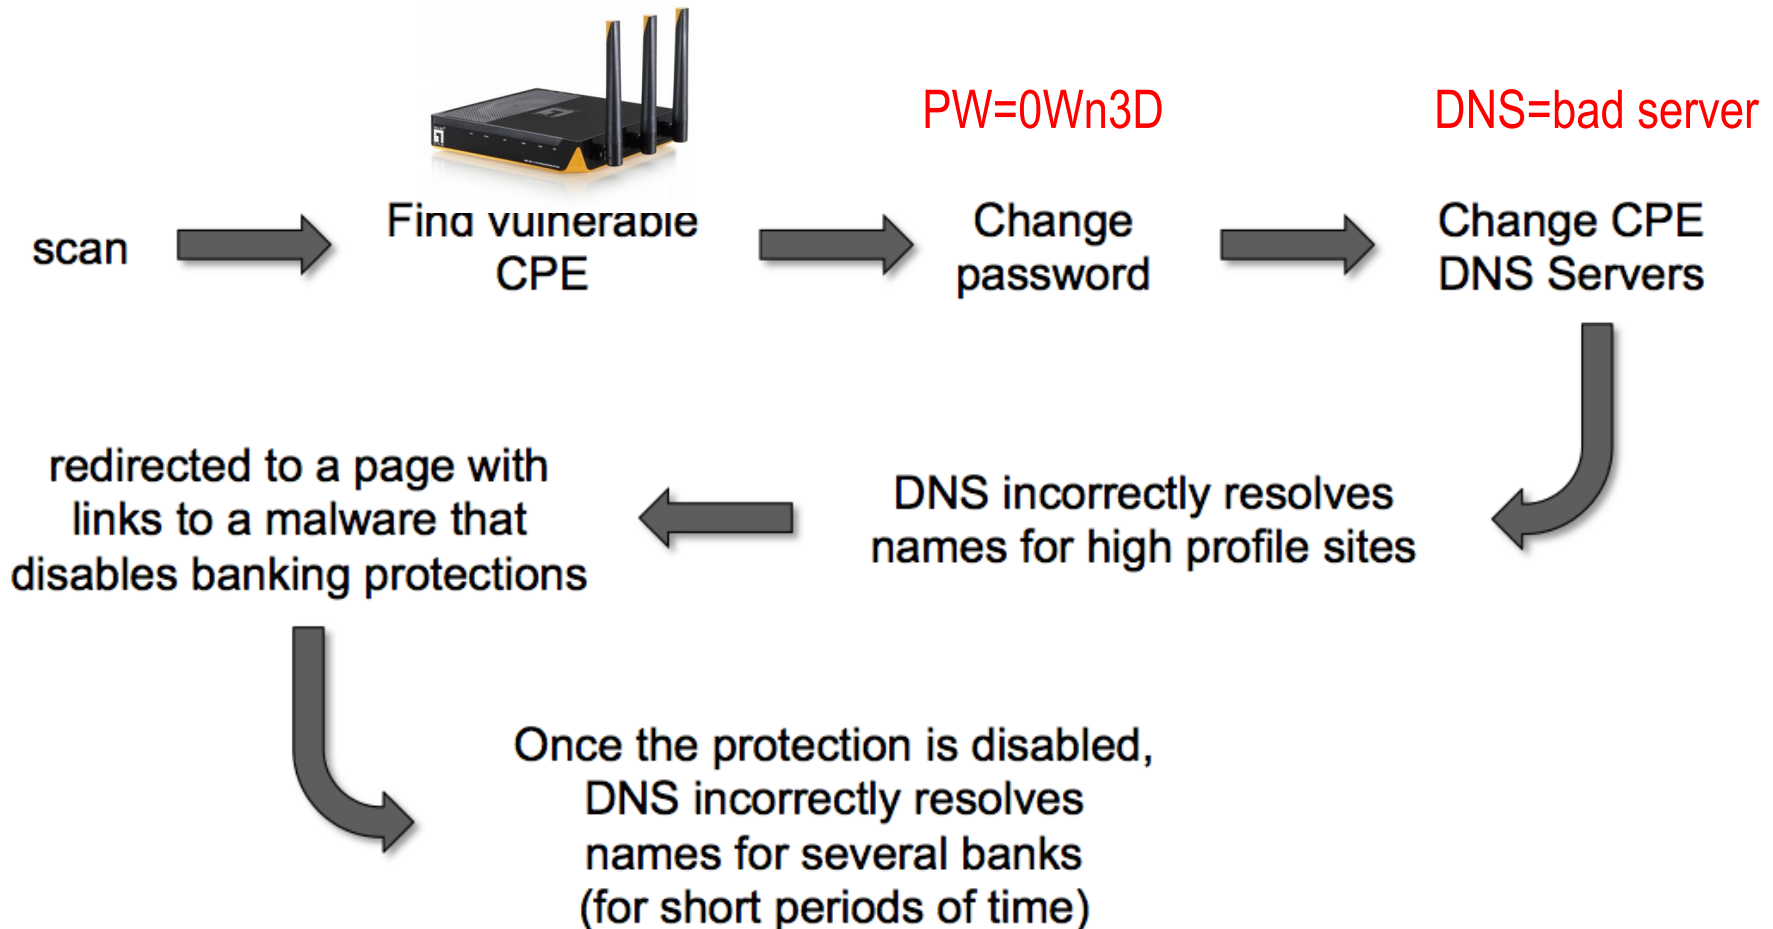 PW=0Wn3D
DNS=bad server
scan
Find vulnerable
CPE
Change
password
Change CPE
DNS Servers
redirected to a page with
links to a malware that
disables banking protections
DNS incorrectly resolves
names for high profile sites
Once the protection is disabled,
DNS incorrectly resolves
names for several banks
(for short periods of time)